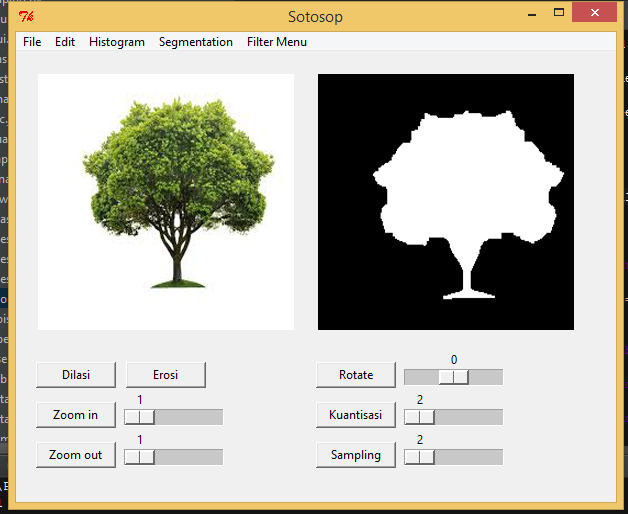 Sotosop
File Edit Histogram Segmentation Filter Menu
Dilasi Erosi
Rotate 0
Zoom in 1
Kuantisasi 2
Zoom out 1
Sampling 2